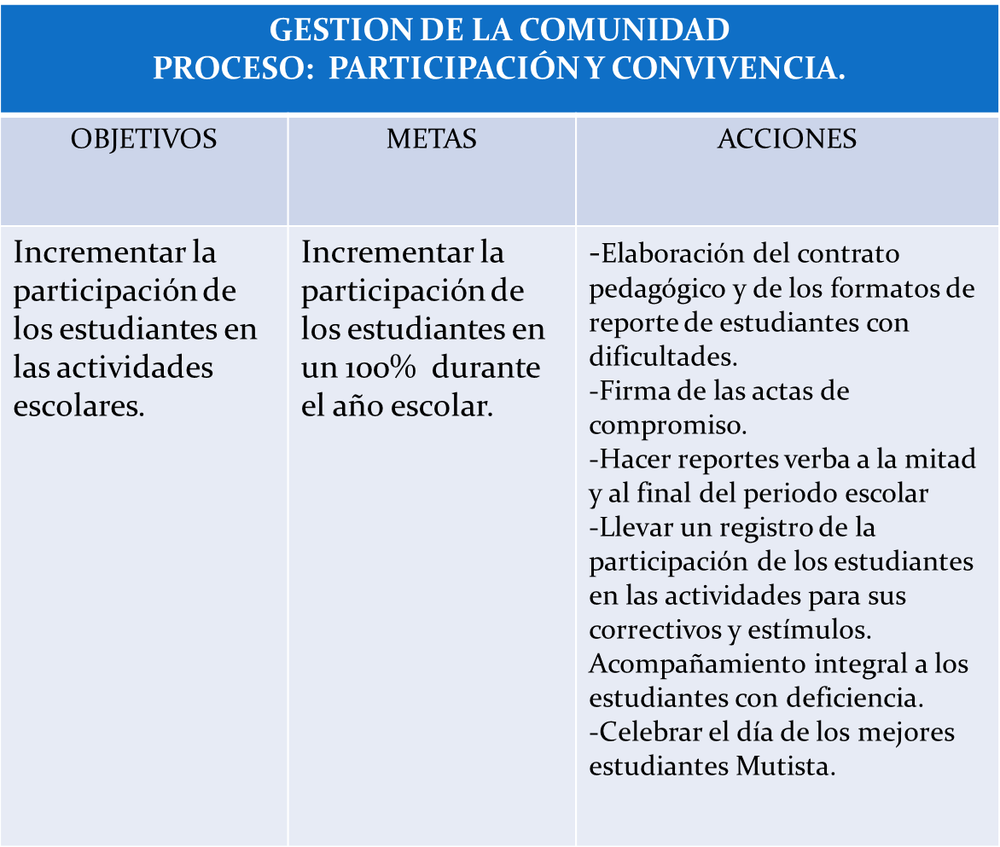 GESTION DE LA COMUNIDAD
PROCESO: PARTICIPACIÓN Y CONVIVENCIA.
OBJETIVOS
METAS
ACCIONES
Incrementar la
participación de
los estudiantes en
las actividades
escolares.
Incrementar la
participación de
los estudiantes en
un 100% durante
el año escolar.
-Elaboración del contrato
pedagógico y de los formatos de
reporte de estudiantes con
dificultades.
-Firma de las actas de
compromiso.
-Hacer reportes verba a la mitad
y al final del periodo escolar
-Llevar un registro de la
participación de los estudiantes
en las actividades para sus
correctivos y estímulos.
Acompañamiento integral a los
estudiantes con deficiencia.
-Celebrar el día de los mejores
estudiantes Mutista.